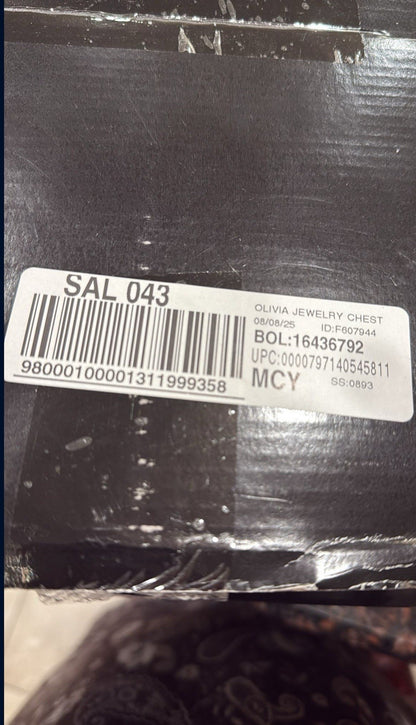 SAL 043
98000100001311999358
OLIVIA JEWELRY CHEST
08/08/25 ID:F607944
BOL:16436792
UPC:0000797140545811
MCY SS:0893